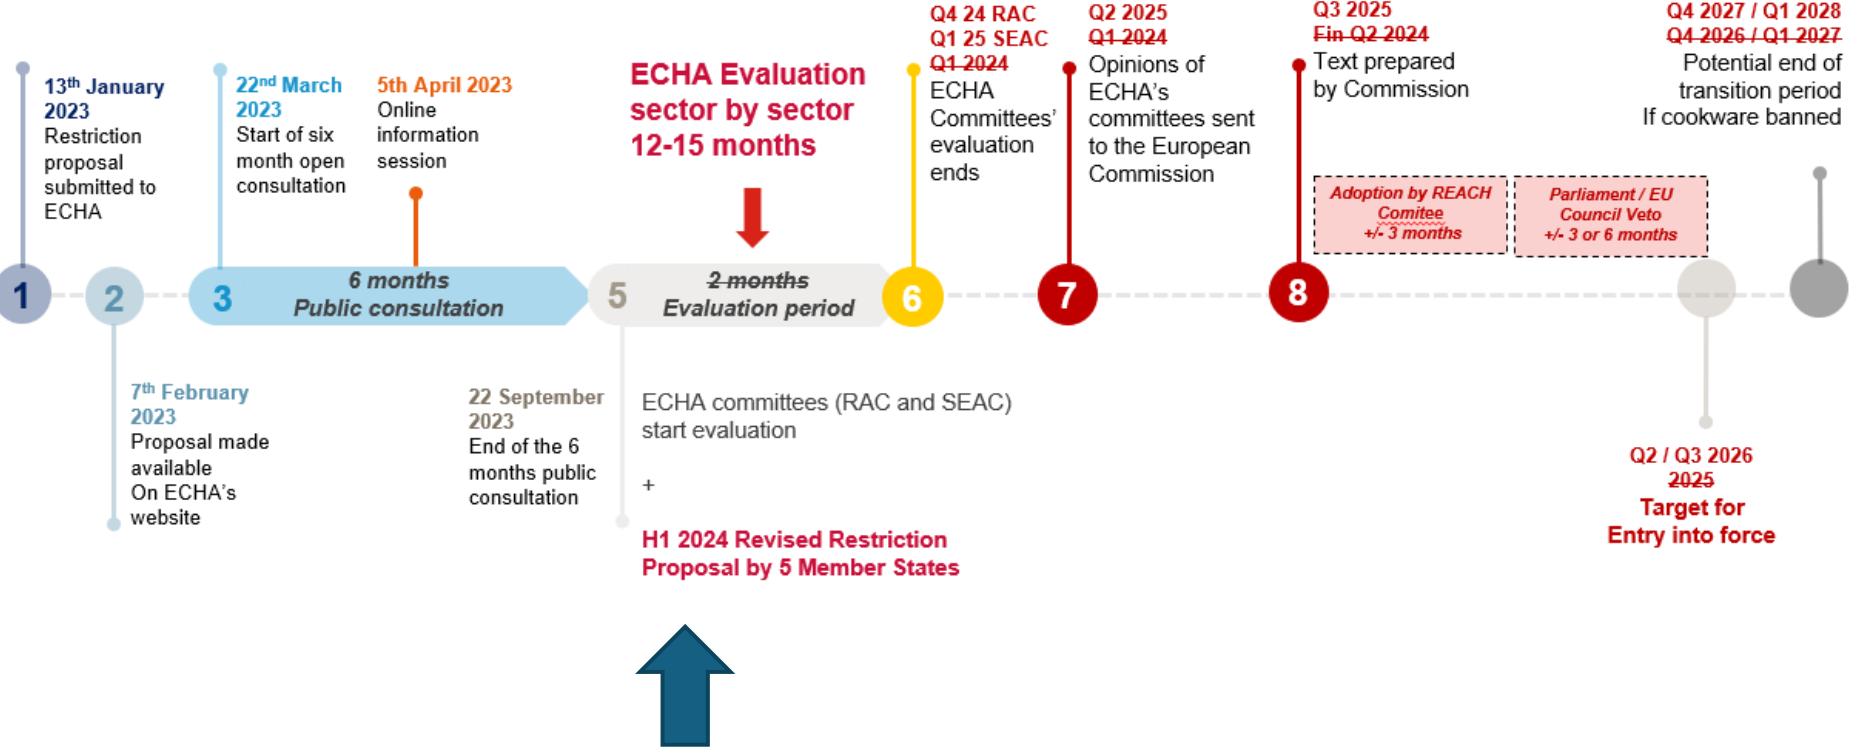 13th January
2023
Restriction
proposal
submitted to
ECHA
22nd March
2023
Start of six
month open
consultation
5th April 2023
Online
information
session
ECHA Evaluation
sector by sector
12-15 months
Q4 24 RAC
Q1 25 SEAC
Q1 2024
ECHA
Committees’
evaluation
ends
Q2 2025
Q1 2024
Opinions of
ECHA’s
committees sent
to the European
Commission
Q3 2025
Fin Q2 2024
Text prepared
by Commission
Q4 2027 / Q1 2028
Q4 2026 / Q1 2027
Potential end of
transition period
If cookware banned
Adoption by REACH
Comitee
+/- 3 months
Parliament / EU
Council Veto
+/- 3 or 6 months
1
2
3
6 months
Public consultation
5
2 months
Evaluation period
6
7
8
7th February
2023
Proposal made
available
On ECHA’s
website
22 September
2023
End of the 6
months public
consultation
ECHA committees (RAC and SEAC)
start evaluation
+
H1 2024 Revised Restriction
Proposal by 5 Member States
Q2 / Q3 2026
2025
Target for
Entry into force